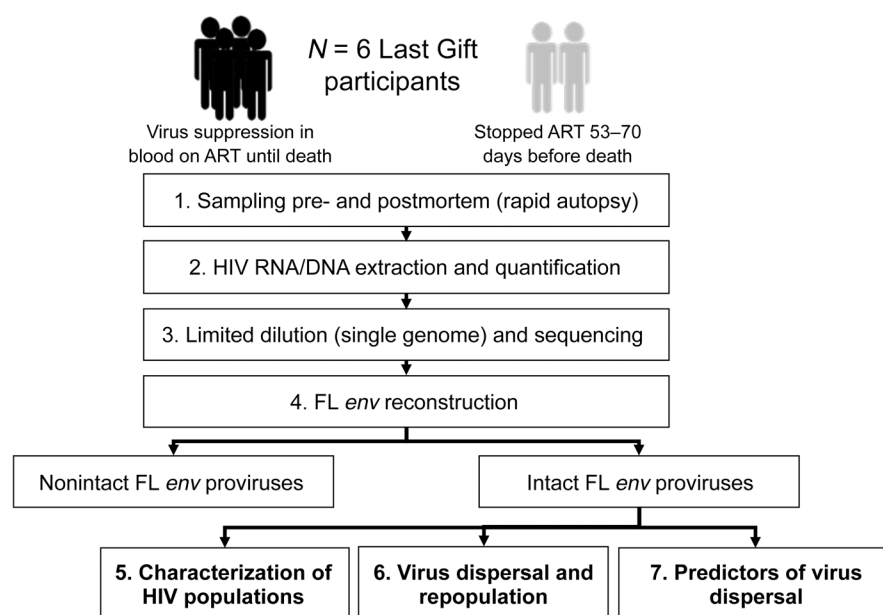 N = 6 Last Gift
participants
Virus suppression in
blood on ART until death
Stopped ART 53–70
days before death
1. Sampling pre- and postmortem (rapid autopsy)
2. HIV RNA/DNA extraction and quantification
3. Limited dilution (single genome) and sequencing
4. FL env reconstruction
Nonintact FL env proviruses
Intact FL env proviruses
5. Characterization of
HIV populations
6. Virus dispersal and
repopulation
7. Predictors of virus
dispersal